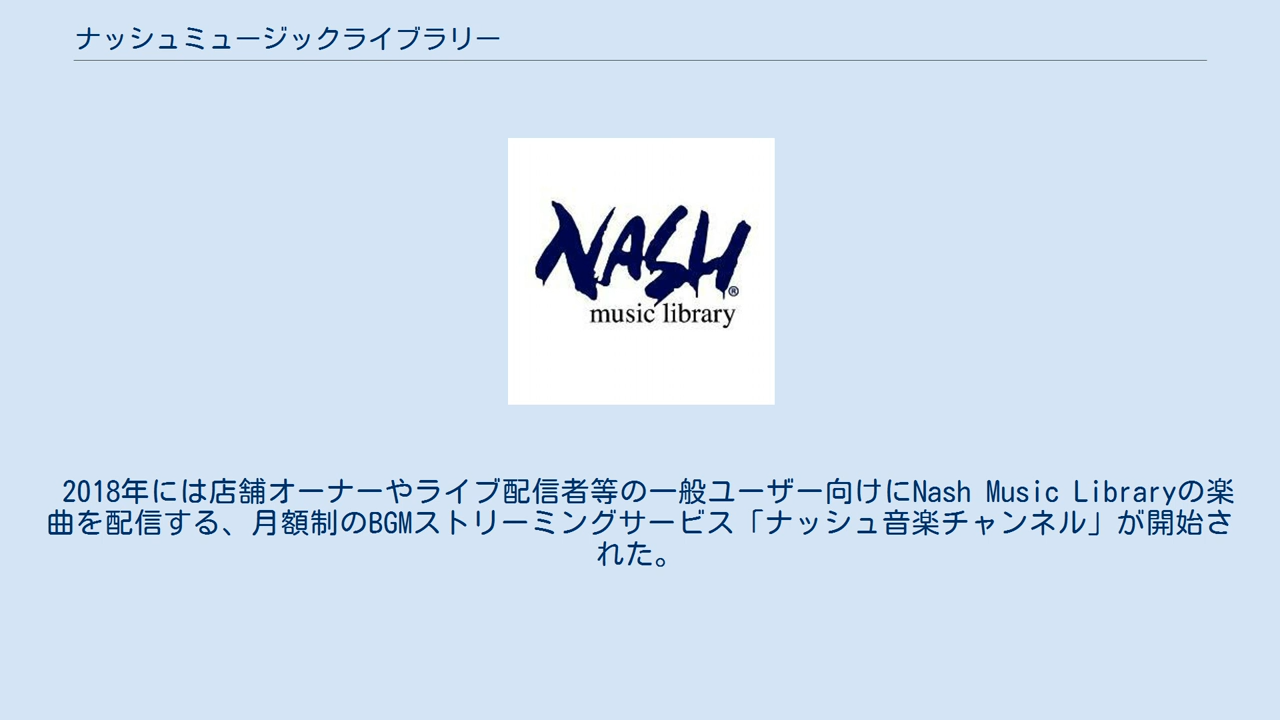 ナッシュミュージックライブラリー
NASH®
music library
2018年には店舗オーナーやライブ配信者等の一般ユーザー向けにNash Music Libraryの楽
曲を配信する、月額制のBGMストリーミングサービス「ナッシュ音楽チャンネル」が開始さ
れた。